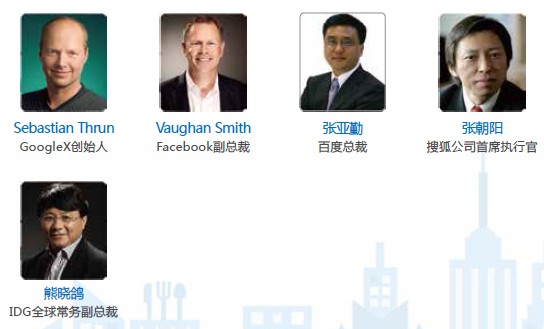 Sebastian Thrun
GoogleX创始人
Vaughan Smith
Facebook副总裁
张亚勤
百度总裁
张朝阳
搜狐公司首席执行官
熊晓鸽
IDG全球常务副总裁